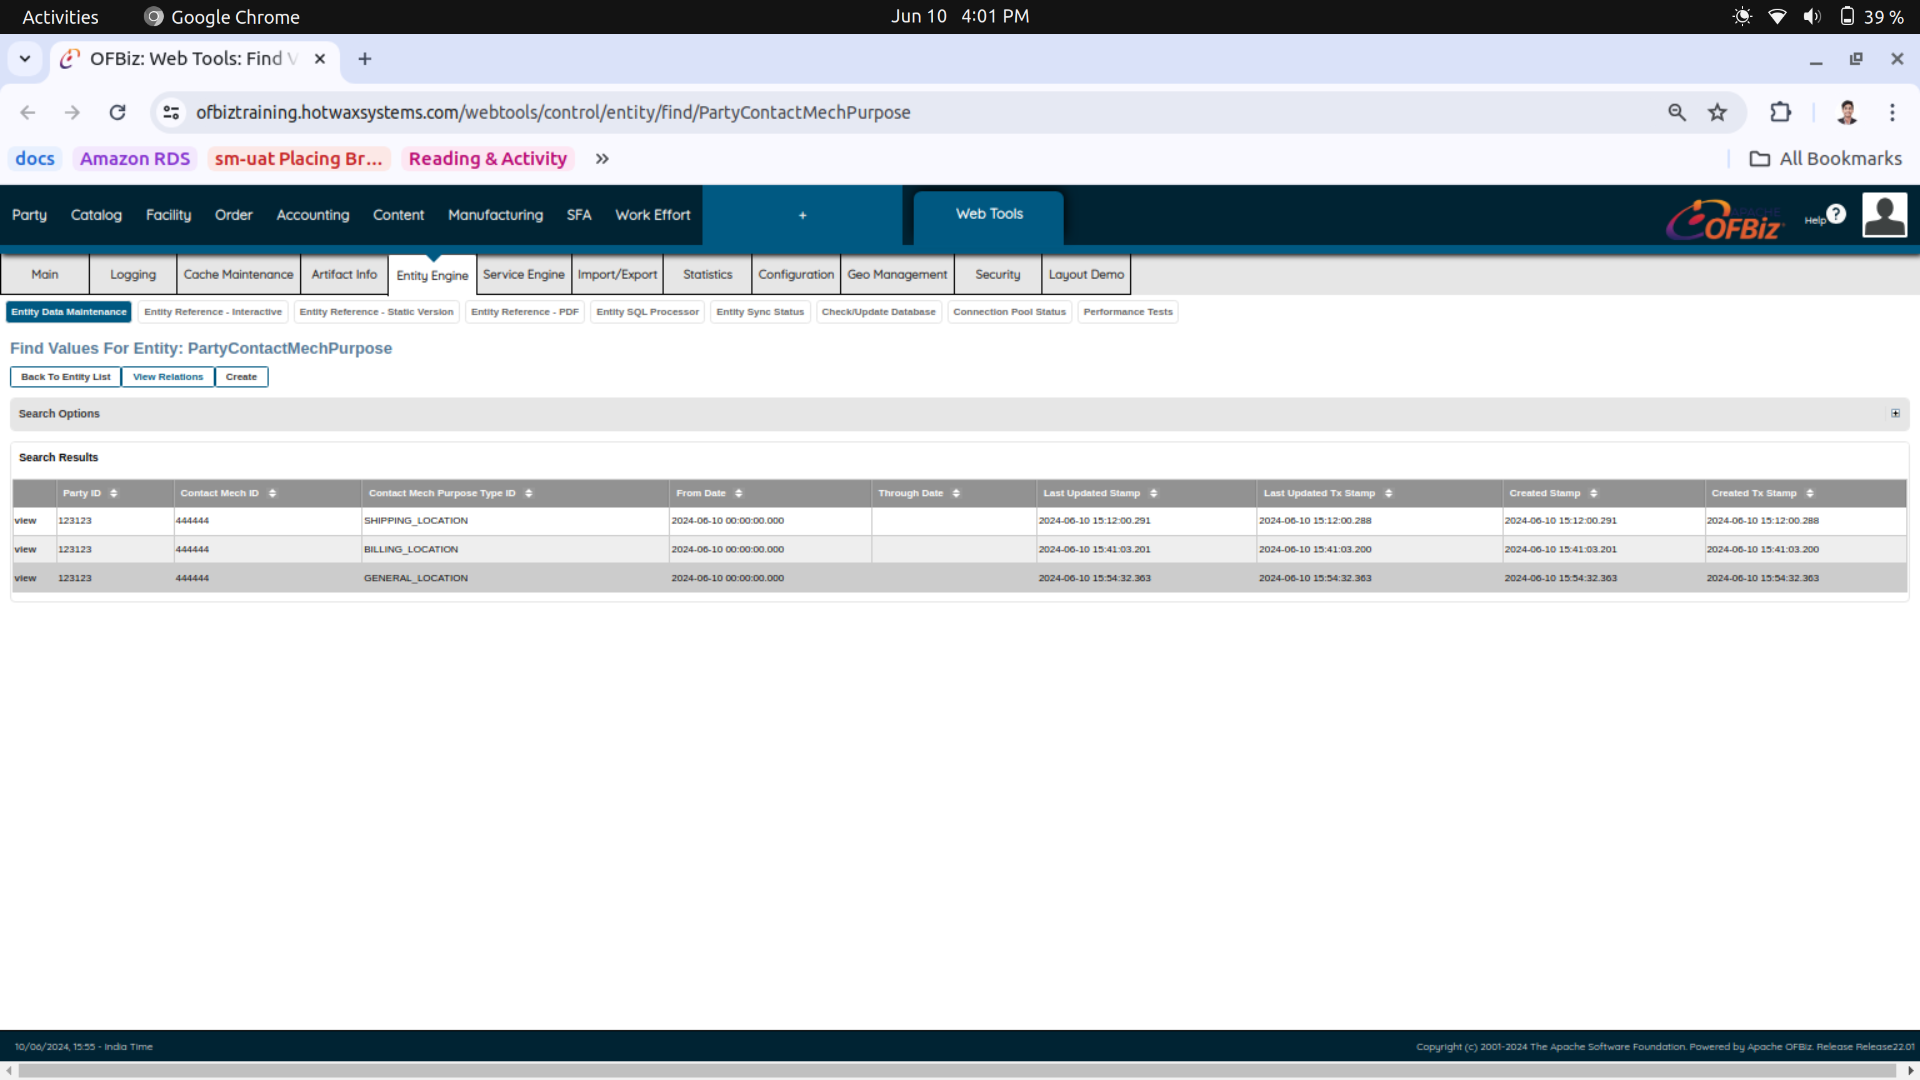 Activities Google Chrome Jun 10 4:01 PM 39 %
OFBiz: Web Tools: Find V
ofbiztraining.hotwaxsystems.com/webtools/control/entity/find/PartyContactMechPurpose
docs Amazon RDS sm-uat Placing Br... Reading & Activity » All Bookmarks
Party Catalog Facility Order Accounting Content Manufacturing SFA Work Effort + Web Tools APACHE OFBiz Help ?
Main Logging Cache Maintenance Artifact Info Entity Engine Service Engine Import/Export Statistics Configuration Geo Management Security Layout Demo
Entity Data Maintenance Entity Reference - Interactive Entity Reference - Static Version Entity Reference - PDF Entity SQL Processor Entity Sync Status Check/Update Database Connection Pool Status Performance Tests
Find Values For Entity: PartyContactMechPurpose
Back To Entity List View Relations Create
Search Options
Search Results
Party ID Contact Mech ID Contact Mech Purpose Type ID From Date Through Date Last Updated Stamp Last Updated Tx Stamp Created Stamp Created Tx Stamp
view 123123 444444 SHIPPING_LOCATION 2024-06-10 00:00:00.000 2024-06-10 15:12:00.291 2024-06-10 15:12:00.288 2024-06-10 15:12:00.291 2024-06-10 15:12:00.288
view 123123 444444 BILLING_LOCATION 2024-06-10 00:00:00.000 2024-06-10 15:41:03.201 2024-06-10 15:41:03.200 2024-06-10 15:41:03.201 2024-06-10 15:41:03.200
view 123123 444444 GENERAL_LOCATION 2024-06-10 00:00:00.000 2024-06-10 15:54:32.363 2024-06-10 15:54:32.363 2024-06-10 15:54:32.363 2024-06-10 15:54:32.363
10/06/2024, 15:55 - India Time Copyright (c) 2001-2024 The Apache Software Foundation. Powered by Apache OFBiz. Release Release22.01